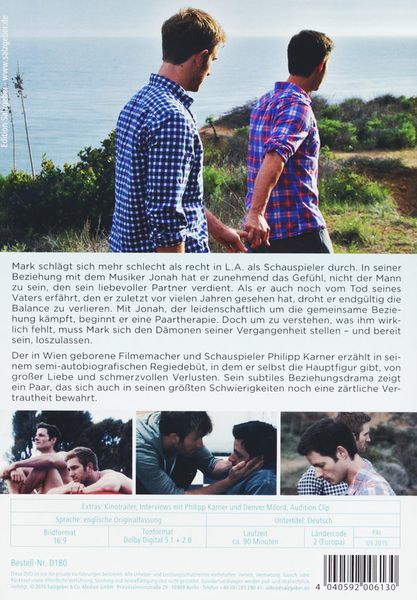 Edition Salzgeber - www.salzgeber.de
Mark schlägt sich mehr schlecht als recht in L.A. als Schauspieler durch. In seiner
Beziehung mit dem Musiker Jonah hat er zunehmend das Gefühl, nicht der Mann
zu sein, den sein liebevoller Partner verdient. Als er auch noch vom Tod seines
Vaters erfährt, den er zuletzt vor vielen Jahren gesehen hat, droht er endgültig die
Balance zu verlieren. Mit Jonah, der leidenschaftlich um die gemeinsame Bezie-
hung kämpft, beginnt er eine Paartherapie. Doch um zu verstehen, was ihm wirk-
lich fehlt, muss Mark sich den Dämonen seiner Vergangenheit stellen – und bereit
sein, loszulassen.
Der in Wien geborene Filmemacher und Schauspieler Philipp Karner erzählt in sei-
nem semi-autobiografischen Regiedebüt, in dem er selbst die Hauptfigur gibt, von
großer Liebe und schmerzvollen Verlusten. Sein subtiles Beziehungsdrama zeigt
ein Paar, das sich auch in seinen größten Schwierigkeiten noch eine zärtliche Ver-
trautheit bewahrt.
Extras: Kinotrailer, Interviews mit Philipp Karner und Denver Milord, Audition Clip
Sprache: englische Originalfassung Untertitel: Deutsch
Bildformat Tonformat Laufzeit Ländercode PAL
16:9 Dolby Digital 5.1 + 2.0 ca. 90 Minuten 2 (Europa) US 2015
Bestell-Nr. D180
4 040592 006130